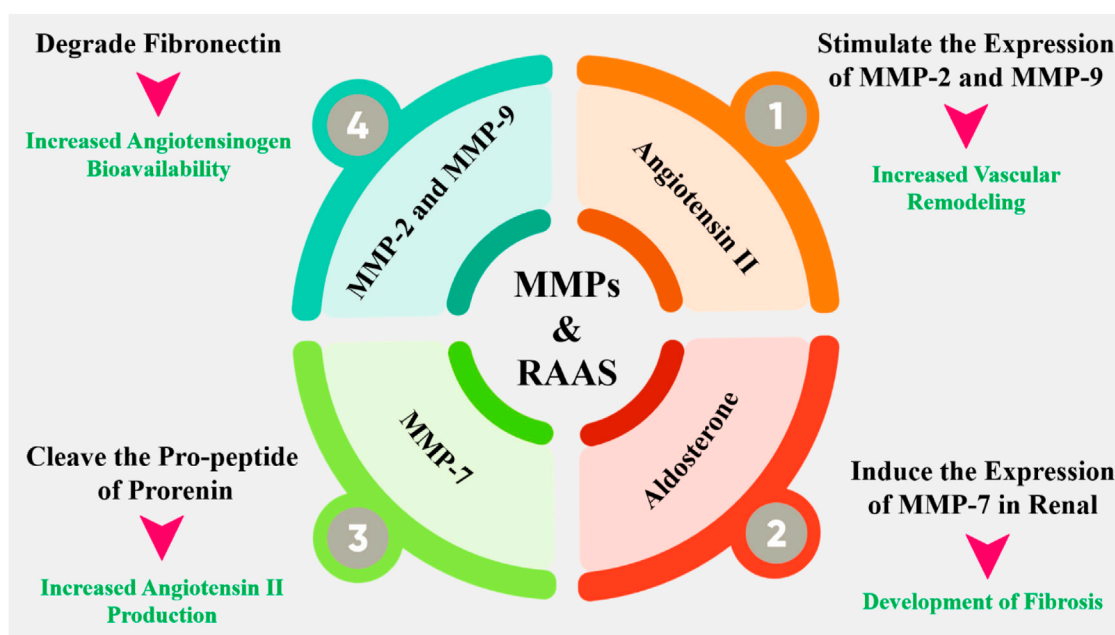 Degrade Fibronectin
Increased Angiotensinogen
Bioavailability
4
MMP-2 and MMP-9
Stimulate the Expression
of MMP-2 and MMP-9
Increased Vascular
Remodeling
1
Angiotensin II
MMPs
&
RAAS
Cleave the Pro-peptide
of Prorenin
Increased Angiotensin II
Production
3
MMP-7
Aldosterone
2
Induce the Expression
of MMP-7 in Renal
Development of Fibrosis